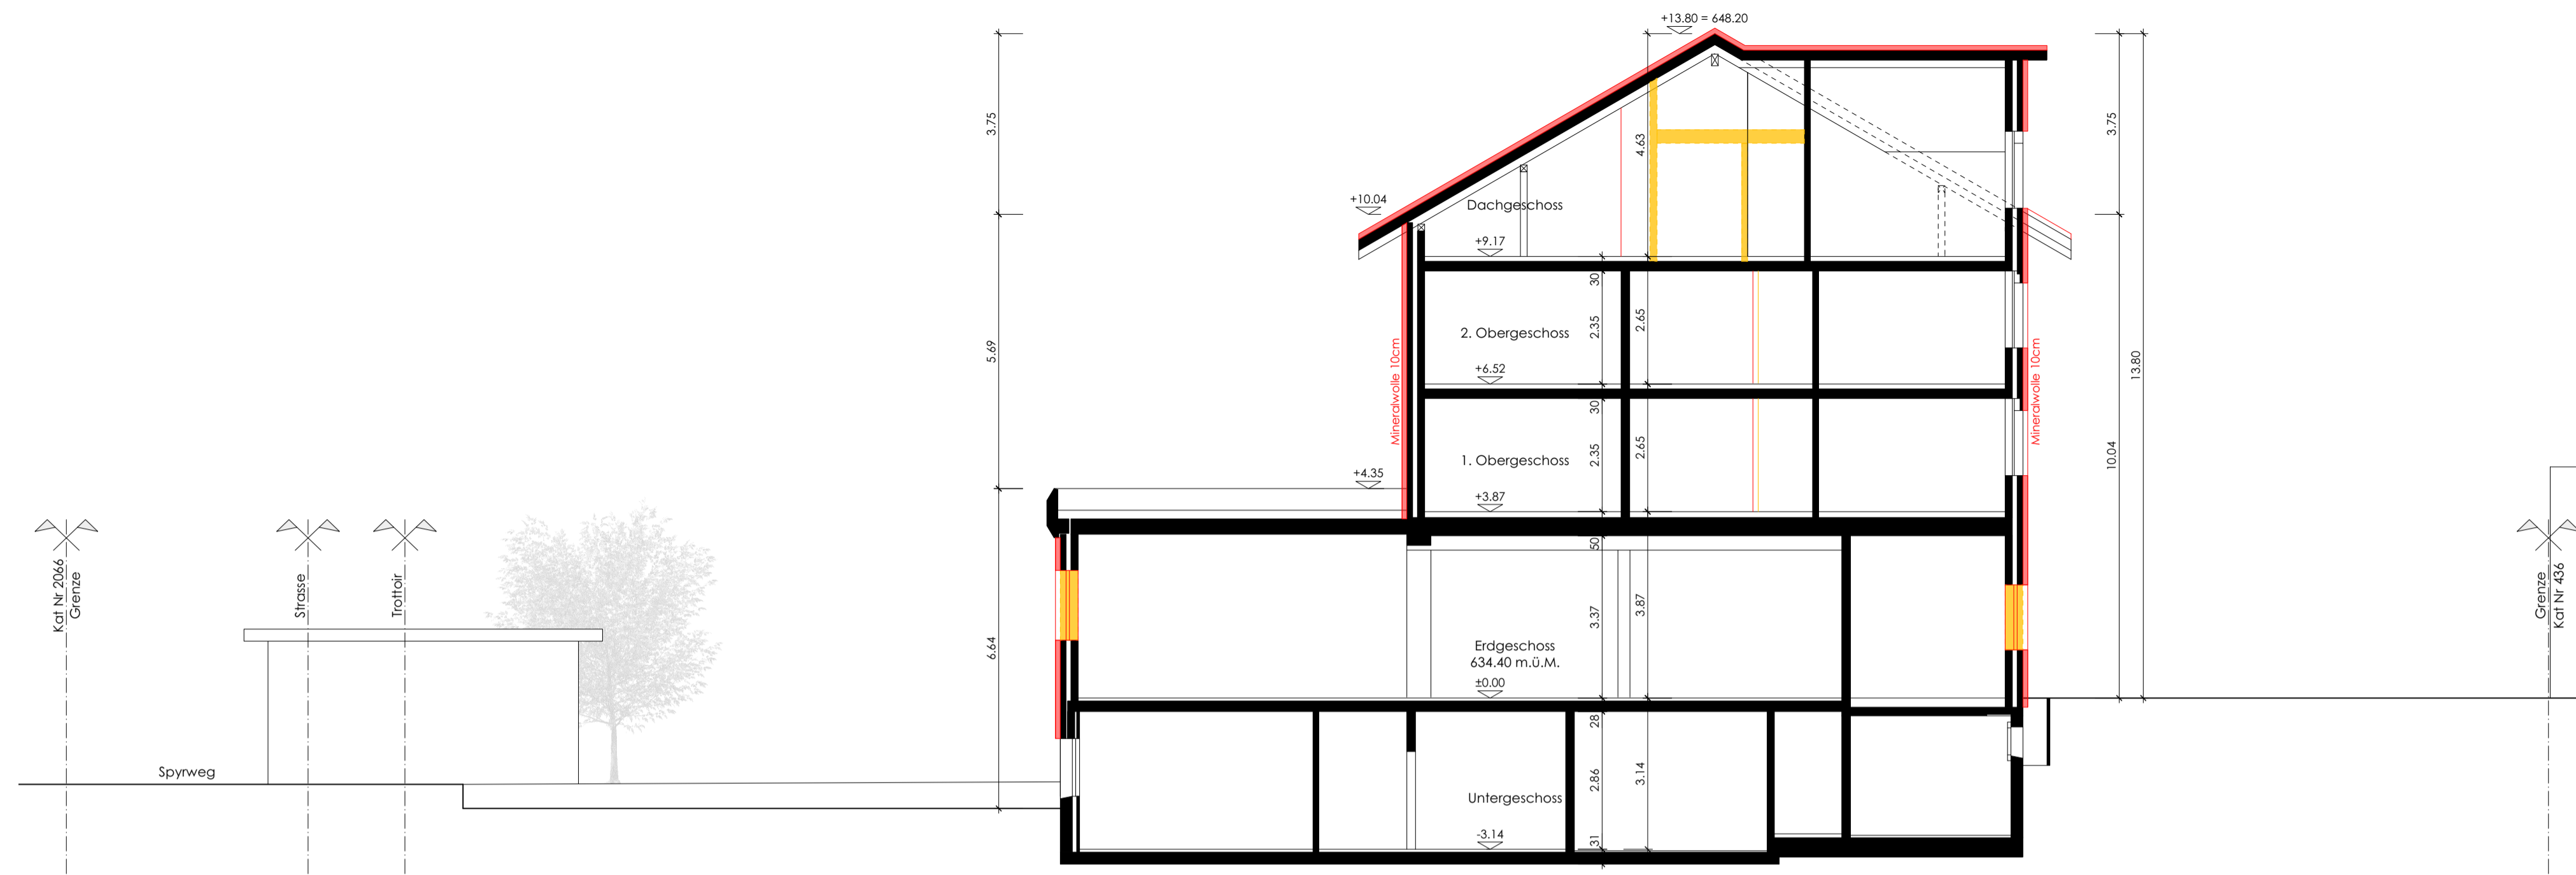 +13.80 = 648.20
3.75
4.63
3.75
+10.04
Dachgeschoss
+9.17
30
5.69
2. Obergeschoss
2.35
2.65
+6.52
Mineralwolle 10cm
Mineralwolle 10cm
13.80
30
1. Obergeschoss
2.35
2.65
10.04
+4.35
+3.87
50
Kat Nr 2066
Grenze
Strasse
Trottoir
3.37
3.87
Grenze
Kat Nr 436
6.64
Erdgeschoss
634.40 m.ü.M.
±0.00
28
Spyrweg
2.86
3.14
Untergeschoss
-3.14
31